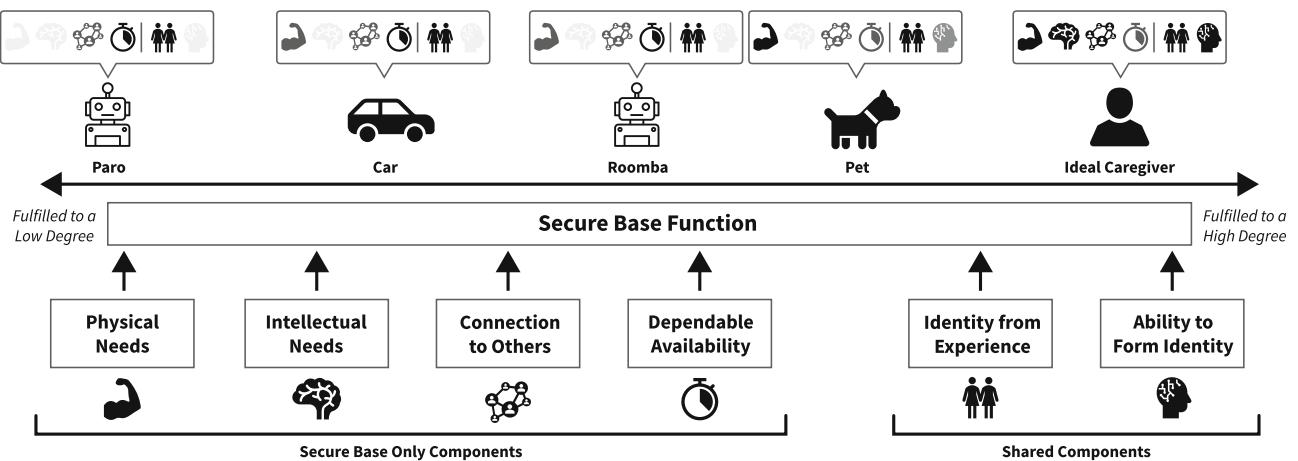 Paro
Car
Roomba
Pet
Ideal Caregiver
Fulfilled to a
Low Degree
Secure Base Function
Fulfilled to a
High Degree
Physical
Needs
Intellectual
Needs
Connection
to Others
Dependable
Availability
Identity from
Experience
Ability to
Form Identity
Secure Base Only Components
Shared Components